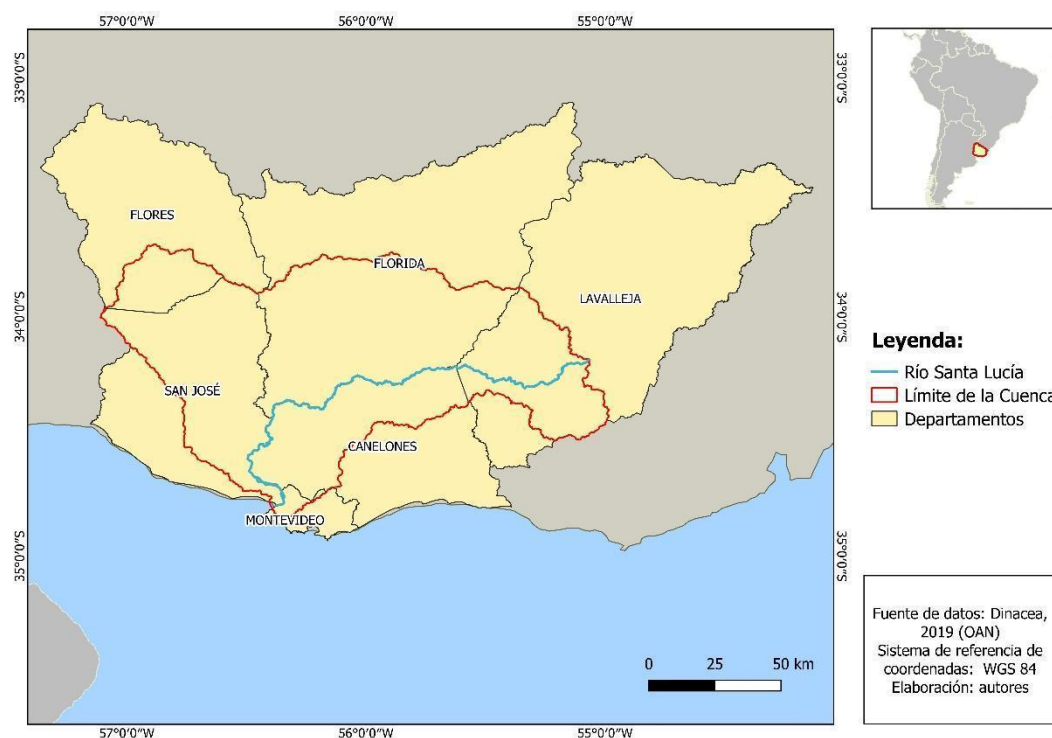 57°0'0"W
56°0'0"W
55°0'0"W
33°0'0"S
33°0'0"S
FLORES
FLORIDA
LAVALLEJA
34°0'0"S
34°0'0"S
SAN JOSÉ
CANELONES
MONTEVIDEO
35°0'0"S
35°0'0"S
0 25 50 km
57°0'0"W
56°0'0"W
55°0'0"W
Leyenda:
Río Santa Lucía
Límite de la Cuenca
Departamentos
Fuente de datos: Dinacea,
2019 (OAN)
Sistema de referencia de
coordenadas: WGS 84
Elaboración: autores